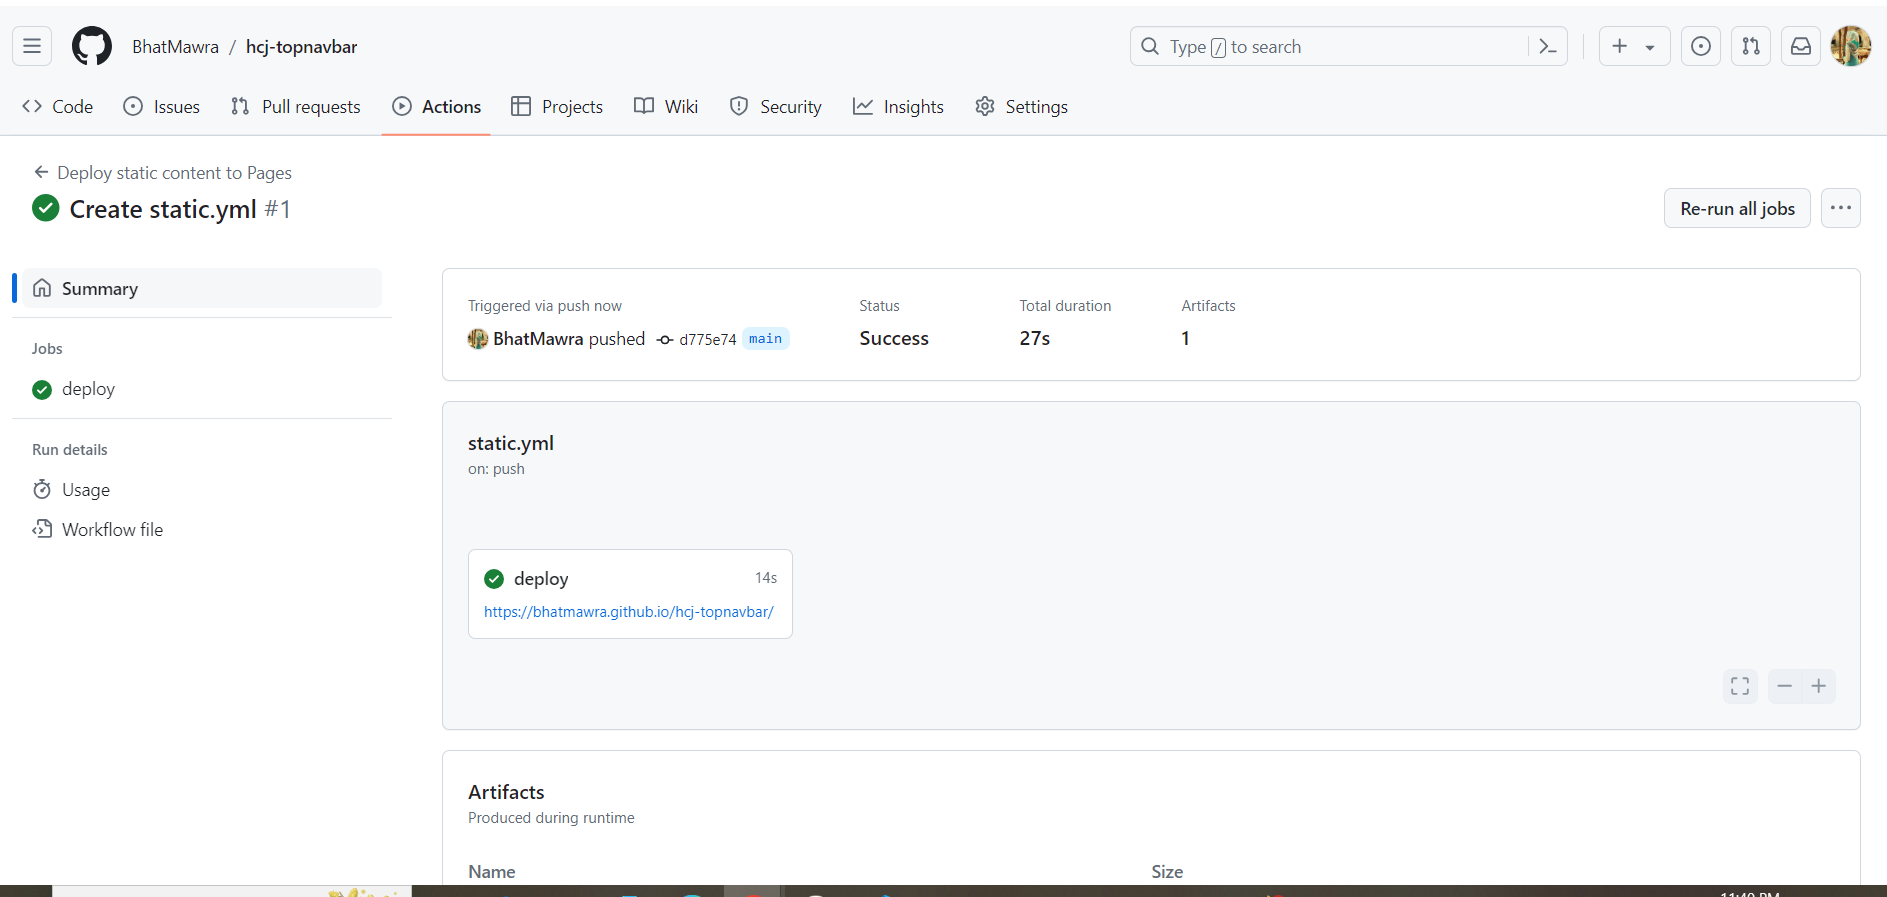 BhatMawra / hcj-topnavbar
Type / to search
Code Issues Pull requests Actions Projects Wiki Security Insights Settings
Deploy static content to Pages
Create static.yml #1
Re-run all jobs
Summary
Jobs
deploy
Run details
Usage
Workflow file
Triggered via push now
BhatMawra pushed d775e74 main
Status
Success
Total duration
27s
Artifacts
1
static.yml
on: push
deploy 14s
https://bhatmawra.github.io/hcj-topnavbar/
Artifacts
Produced during runtime
Name Size